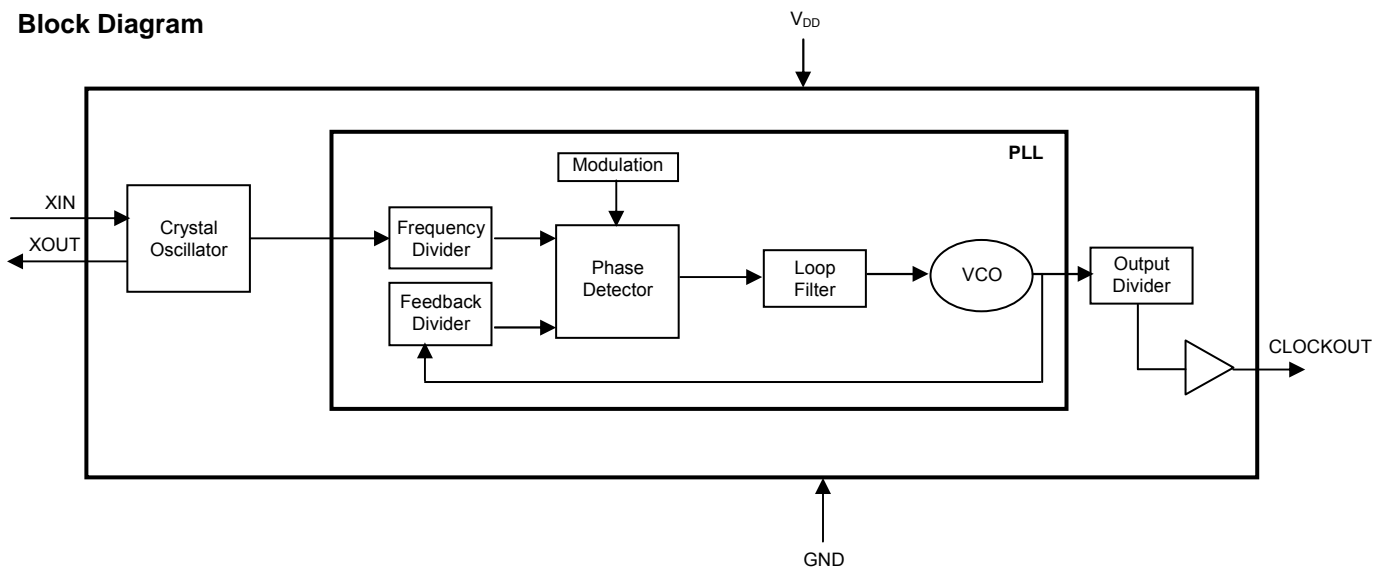 Block Diagram
VDD
PLL
Modulation
XIN
XOUT
Crystal
Oscillator
Frequency
Divider
Feedback
Divider
Phase
Detector
Loop
Filter
VCO
Output
Divider
CLOCKOUT
GND